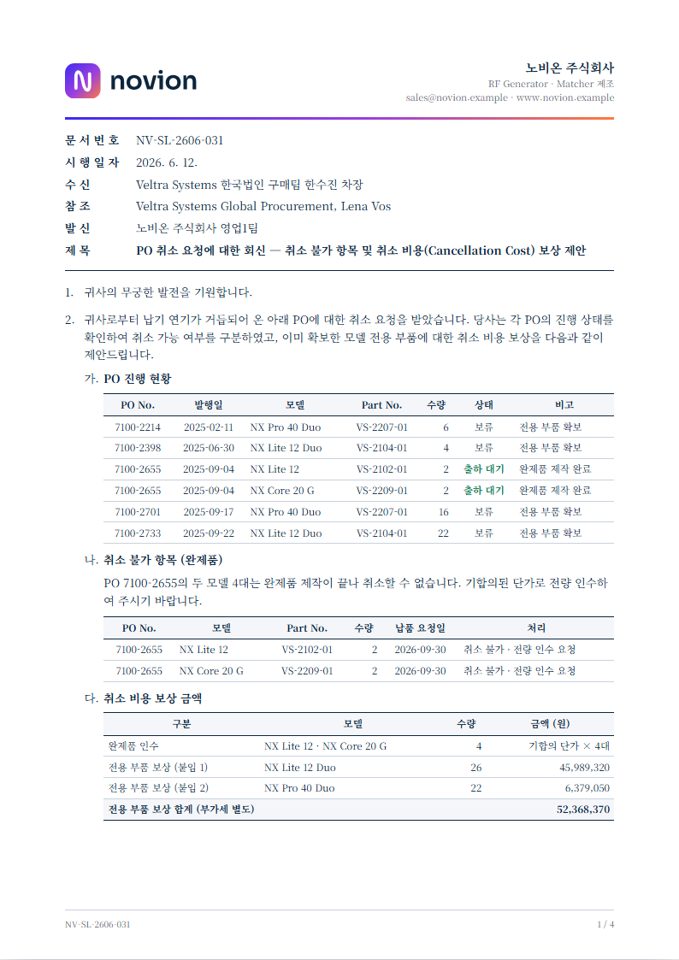 novion
노비온 주식회사
RF Generator · Matcher 제조
sales@novion.example · www.novion.example
문서번호 NV-SL-2606-031
시행일자 2026. 6. 12.
수신 Veltra Systems 한국법인 구매팀 한수진 차장
참조 Veltra Systems Global Procurement, Lena Vos
발신 노비온 주식회사 영업1팀
제목 PO 취소 요청에 대한 회신 — 취소 불가 항목 및 취소 비용(Cancellation Cost) 보상 제안
1. 귀사의 무궁한 발전을 기원합니다.
2. 귀사로부터 납기 연기가 거듭되어 온 아래 PO에 대한 취소 요청을 받았습니다. 당사는 각 PO의 진행 상태를
확인하여 취소 가능 여부를 구분하였고, 이미 확보한 모델 전용 부품에 대한 취소 비용 보상을 다음과 같이
제안드립니다.
가. PO 진행 현황
PO No. 발행일 모델 Part No. 수량 상태 비고
7100-2214 2025-02-11 NX Pro 40 Duo VS-2207-01 6 보류 전용 부품 확보
7100-2398 2025-06-30 NX Lite 12 Duo VS-2104-01 4 보류 전용 부품 확보
7100-2655 2025-09-04 NX Lite 12 VS-2102-01 2 출하 대기 완제품 제작 완료
7100-2655 2025-09-04 NX Core 20 G VS-2209-01 2 출하 대기 완제품 제작 완료
7100-2701 2025-09-17 NX Pro 40 Duo VS-2207-01 16 보류 전용 부품 확보
7100-2733 2025-09-22 NX Lite 12 Duo VS-2104-01 22 보류 전용 부품 확보
나. 취소 불가 항목 (완제품)
PO 7100-2655의 두 모델 4대는 완제품 제작이 끝나 취소할 수 없습니다. 기합의된 단가로 전량 인수하
여 주시기 바랍니다.
PO No. 모델 Part No. 수량 납품 요청일 처리
7100-2655 NX Lite 12 VS-2102-01 2 2026-09-30 취소 불가 · 전량 인수 요청
7100-2655 NX Core 20 G VS-2209-01 2 2026-09-30 취소 불가 · 전량 인수 요청
다. 취소 비용 보상 금액
구분 모델 수량 금액 (원)
완제품 인수 NX Lite 12 · NX Core 20 G 4 기합의 단가 × 4대
전용 부품 보상 (붙임 1) NX Lite 12 Duo 26 45,989,320
전용 부품 보상 (붙임 2) NX Pro 40 Duo 22 6,379,050
전용 부품 보상 합계 (부가세 별도) 52,368,370
NV-SL-2606-031 1 / 4